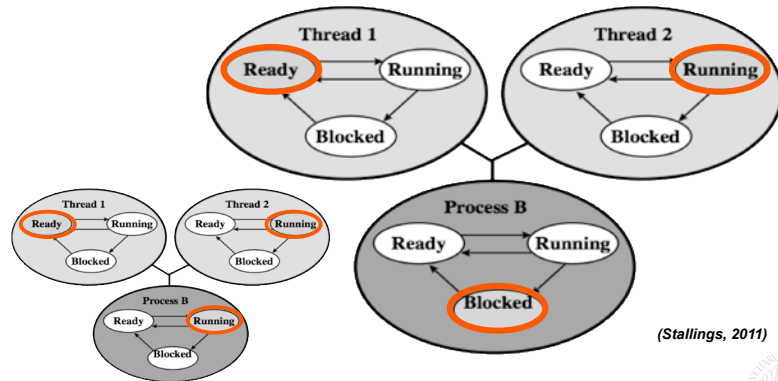 Thread 1
Ready
Running
Blocked
Thread 2
Ready
Running
Blocked
Process B
Ready
Running
Blocked
Thread 1
Ready
Running
Blocked
Thread 2
Ready
Running
Blocked
Process B
Ready
Running
Blocked
(Stallings, 2011)